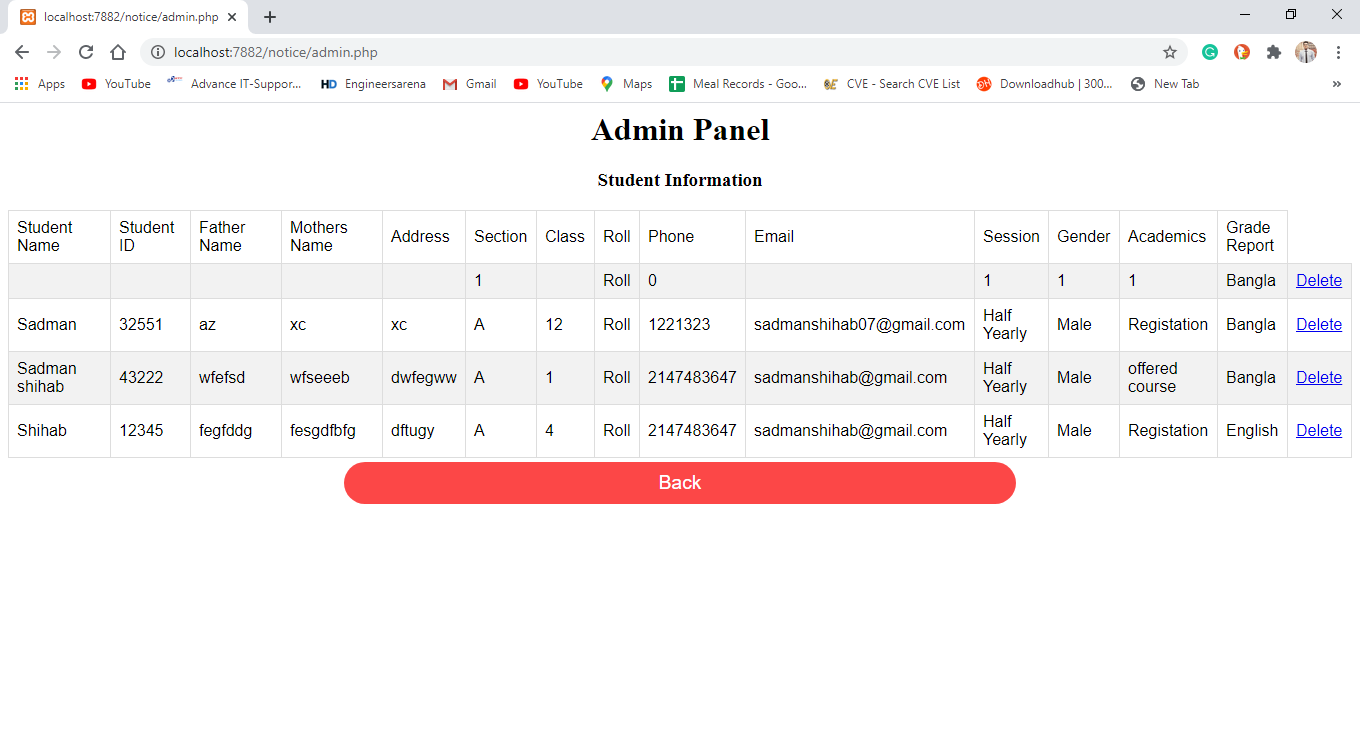 localhost:7882/notice/admin.php
localhost:7882/notice/admin.php
Apps YouTube Advance IT-Suppor... HD Engineersarena Gmail YouTube Maps Meal Records - Goo... CVE - Search CVE List Downloadhub | 300... New Tab »
Admin Panel
Student Information
Student Name Student ID Father Name Mothers Name Address Section Class Roll Phone Email Session Gender Academics Grade Report
1 Roll 0 1 1 1 Bangla Delete
Sadman 32551 az xc xc A 12 Roll 1221323 sadmanshihab07@gmail.com Half Yearly Male Registation Bangla Delete
Sadman shihab 43222 wfefsd wfseeeb dwfegww A 1 Roll 2147483647 sadmanshihab@gmail.com Half Yearly Male offered course Bangla Delete
Shihab 12345 fegfddg fesgdfbfg dftugy A 4 Roll 2147483647 sadmanshihab@gmail.com Half Yearly Male Registation English Delete
Back